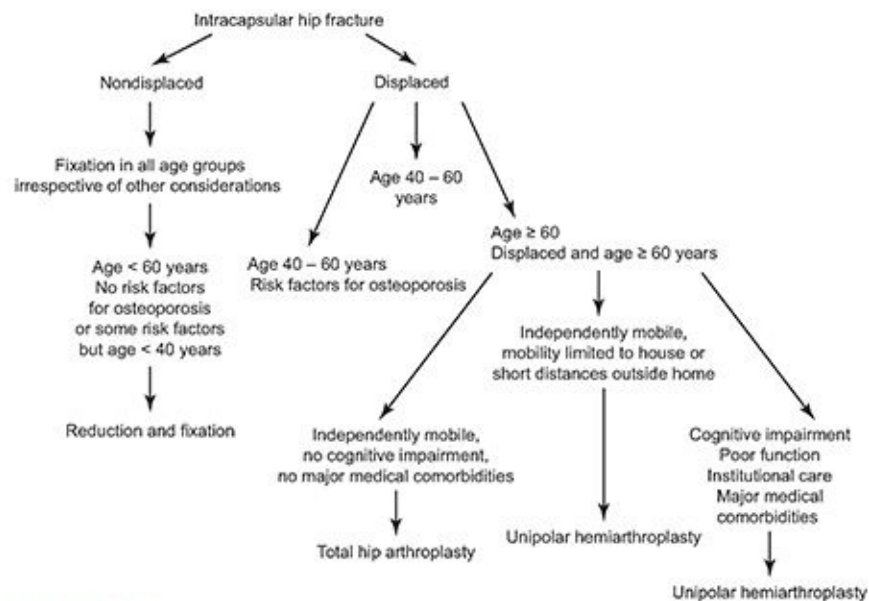 Intracapsular hip fracture
Nondisplaced
Displaced
Fixation in all age groups
irrespective of other considerations
Age 40 – 60
years
Age < 60 years
No risk factors
for osteoporosis
or some risk factors
but age < 40 years
Age 40 – 60 years
Risk factors for osteoporosis
Age ≥ 60
Displaced and age ≥ 60 years
Reduction and fixation
Independently mobile,
no cognitive impairment,
no major medical comorbidities
Independently mobile,
mobility limited to house or
short distances outside home
Cognitive impairment
Poor function
Institutional care
Major medical
comorbidities
Total hip arthroplasty
Unipolar hemiarthroplasty
Unipolar hemiarthroplasty